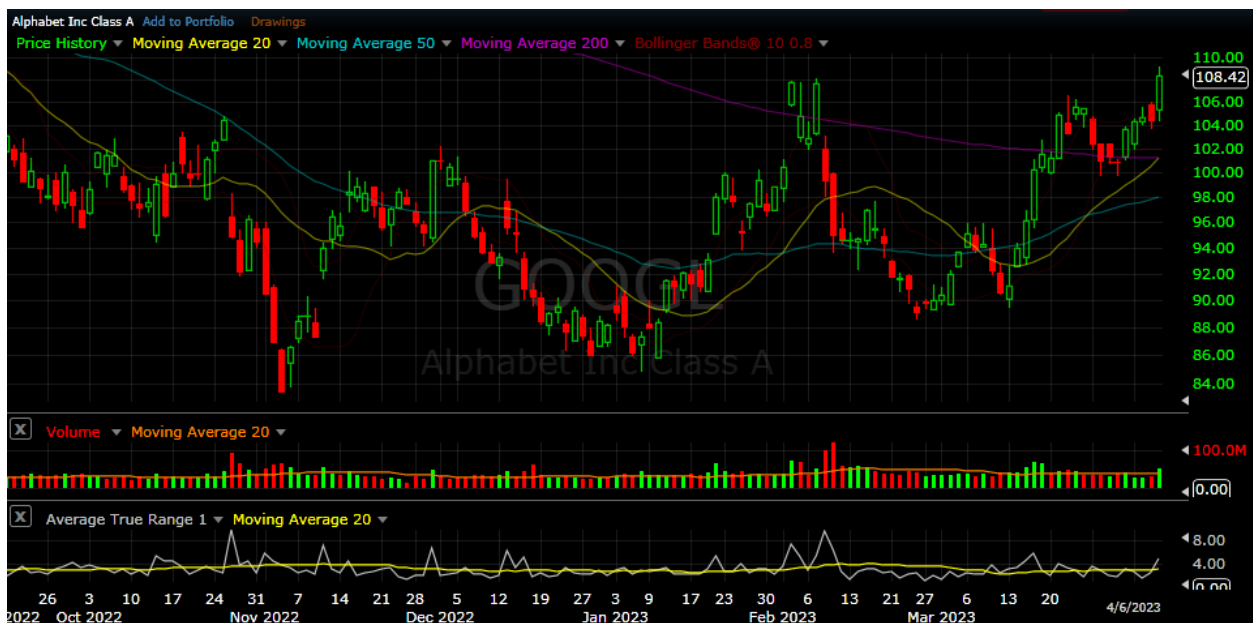 Alphabet Inc Class A Add to Portfolio Drawings
Price History Moving Average 20 Moving Average 50 Moving Average 200 Bollinger Bands® 10 0.8
110.00
108.42
106.00
104.00
102.00
100.00
98.00
96.00
94.00
92.00
90.00
88.00
86.00
84.00
GOOGL
Alphabet Inc Class A
X Volume Moving Average 20
100.0M
0.00
X Average True Range 1 Moving Average 20
8.00
4.00
0.00
26 3 10 17 24 31 7 14 21 28 5 12 19 27 3 9 17 23 30 6 13 21 27 6 13 20
2022 Oct 2022 Nov 2022 Dec 2022 Jan 2023 Feb 2023 Mar 2023 4/6/2023